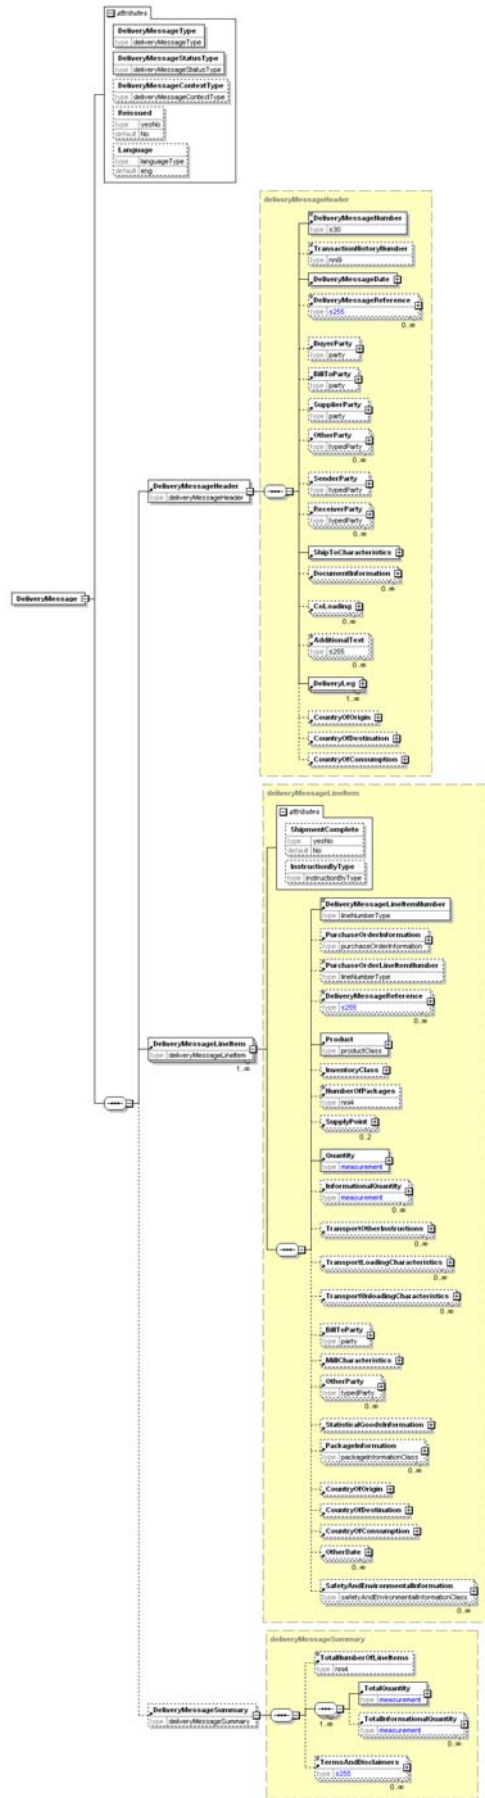 attributes
DeliveryMessageType
type deliveryMessageType
DeliveryMessageStatusType
type deliveryMessageStatusType
DeliveryMessageContextType
type deliveryMessageContextType
Reissued
type yesNo
default No
Language
type languageType
default eng
deliveryMessageHeader
DeliveryMessageNumber
type s30
TransactionHistoryNumber
type nni9
DeliveryMessageDate
DeliveryMessageReference
type s255
0..∞
BuyerParty
type party
BillToParty
type party
SupplierParty
type party
OtherParty
type typedParty
0..∞
SenderParty
type typedParty
ReceiverParty
type typedParty
0..∞
DeliveryMessageHeader
type deliveryMessageHeader
ShipToCharacteristics
DocumentInformation
0..∞
CoLoading
0..∞
AdditionalText
type s255
0..∞
DeliveryLeg
1..∞
CountryOfOrigin
CountryOfDestination
CountryOfConsumption
DeliveryMessage
deliveryMessageLineItem
attributes
ShipmentComplete
type yesNo
default No
InstructionByType
type instructionByType
DeliveryMessageLineItemNumber
type lineNumberType
PurchaseOrderInformation
type purchaseOrderInformation
PurchaseOrderLineItemNumber
type lineNumberType
DeliveryMessageReference
type s255
0..∞
DeliveryMessageLineItem
type deliveryMessageLineItem
1..∞
Product
type productClass
InventoryClass
NumberOfPackages
type nni4
SupplyPoint
0..2
Quantity
type measurement
InformationalQuantity
type measurement
0..∞
TransportOtherInstructions
0..∞
TransportLoadingCharacteristics
0..∞
TransportUnloadingCharacteristics
0..∞
BillToParty
type party
MillCharacteristics
OtherParty
type typedParty
0..∞
StatisticalGoodsInformation
PackageInformation
type packageInformationClass
0..∞
CountryOfOrigin
CountryOfDestination
CountryOfConsumption
OtherDate
0..∞
SafetyAndEnvironmentalInformation
type safetyAndEnvironmentalInformationClass
0..∞
deliveryMessageSummary
TotalNumberOfLineItems
type nni4
DeliveryMessageSummary
type deliveryMessageSummary
1..∞
TotalQuantity
type measurement
TotalInformationalQuantity
type measurement
0..∞
TermsAndDisclaimers
type s255
0..∞